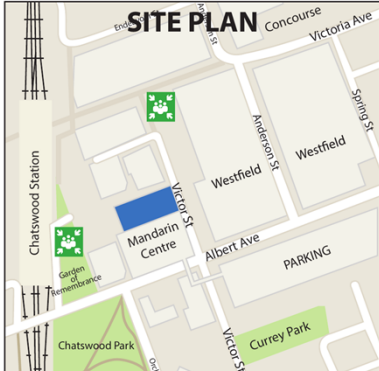 SITE PLAN
Concourse
Victoria Ave
Anderson St
Spring St
Westfield
Westfield
Chatswood Station
Victor St
Mandarin
Centre
Albert Ave
PARKING
Garden
of
Remembrance
Chatswood Park
Currey Park
Victor St